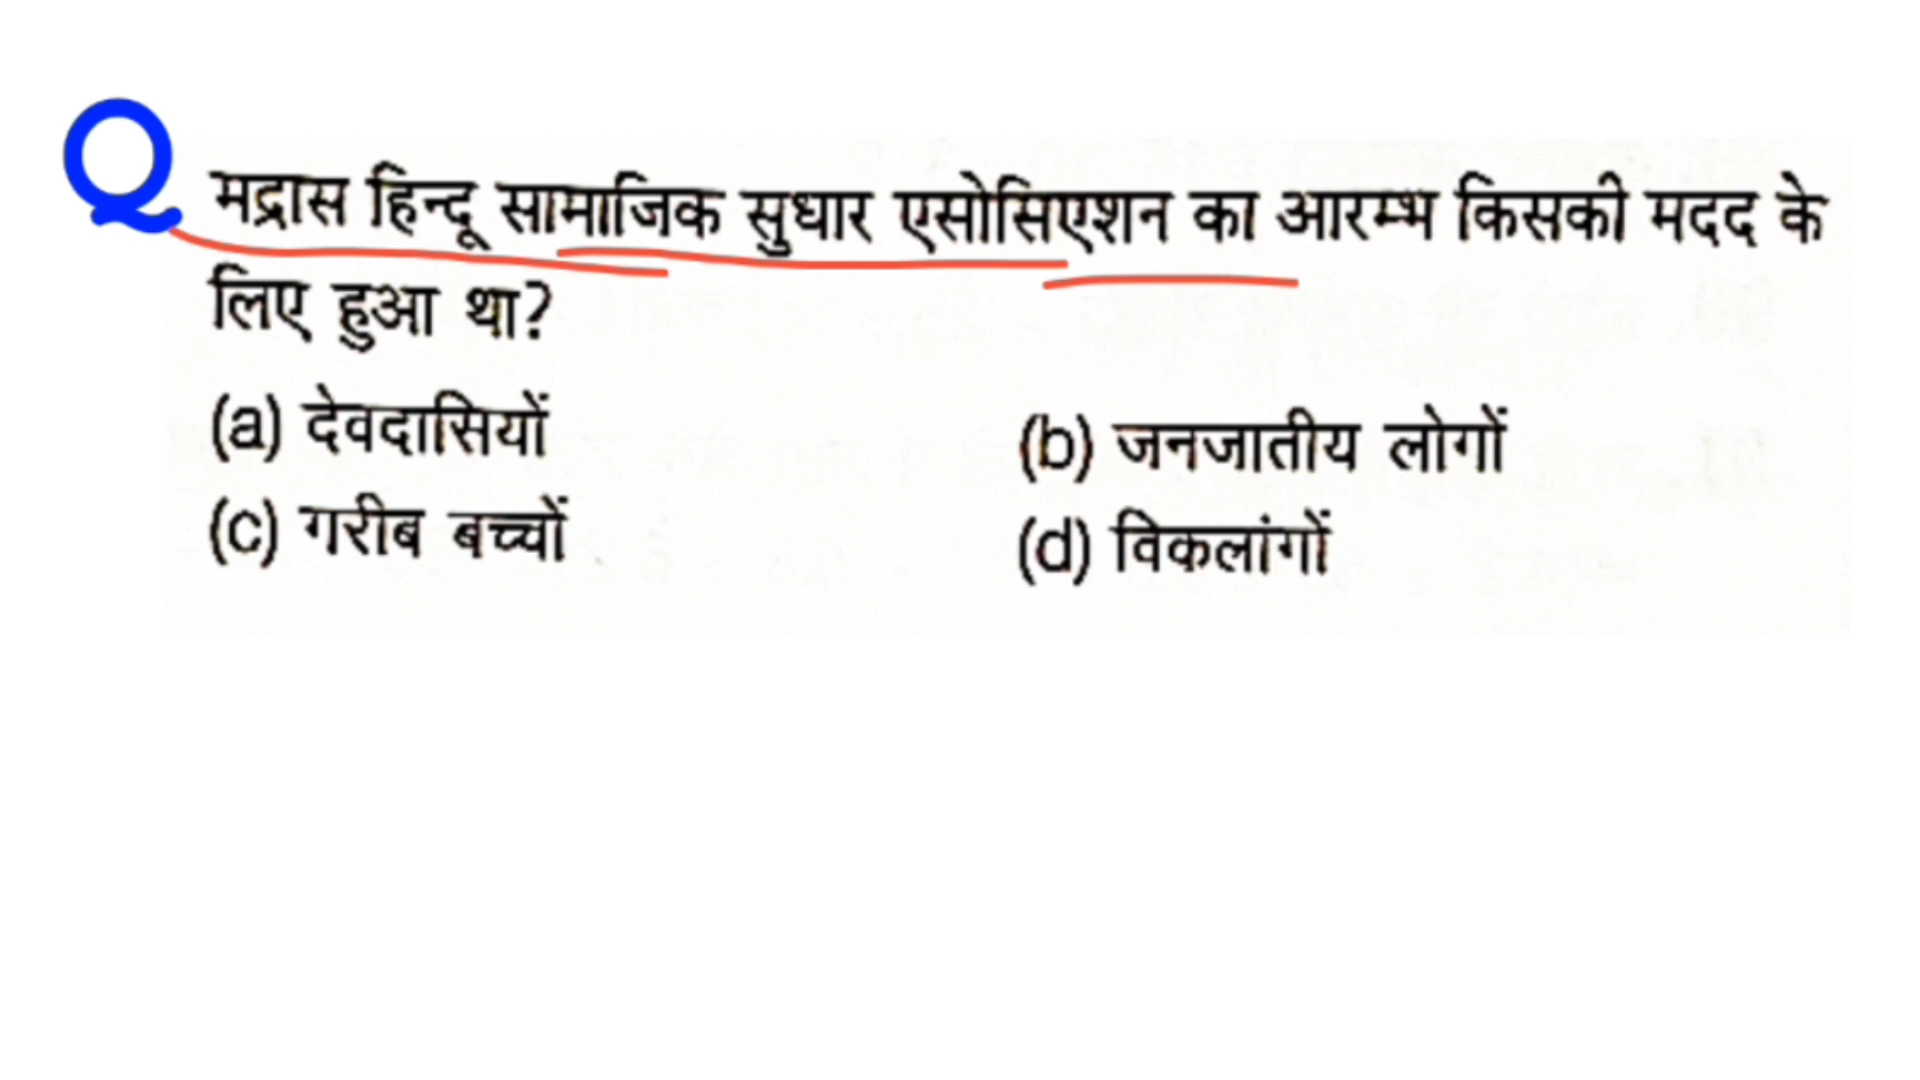 Q
मद्रास हिन्दू सामाजिक सुधार एसोसिएशन का आरम्भ किसकी मदद के
लिए हुआ था?
(a) देवदासियों (b) जनजातीय लोगों
(c) गरीब बच्चों (d) विकलांगों